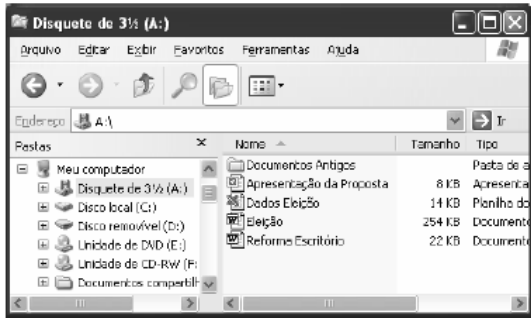 Disquete de 3½ (A:)
Arquivo Editar Exibir Favoritos Ferramentas Ajuda
Endereço A:\ Ir
Pastas × Nome Tamanho Tipo
Meu computador
Disquete de 3½ (A:)
Disco local (C:)
Disco removível (D:)
Unidade de DVD (E:)
Unidade de CD-RW (F:
Documentos compartilh
Documentos Antigos Pasta de a
Apresentação da Proposta 8 KB Apresenta
Dados Eleição 14 KB Planilha do
Eleição 254 KB Documento
Reforma Escritório 22 KB Documento